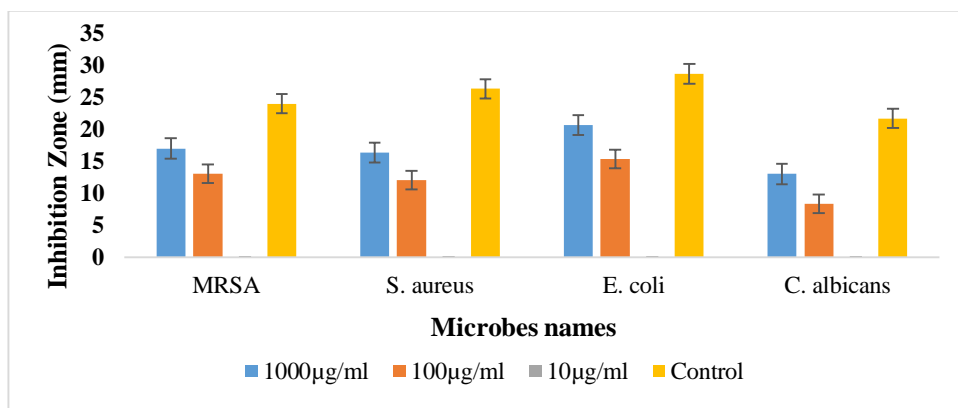 35
30
25
20
15
10
5
0
Inhibition Zone (mm)
MRSA S. aureus E. coli C. albicans
Microbes names
1000µg/ml 100µg/ml 10µg/ml Control